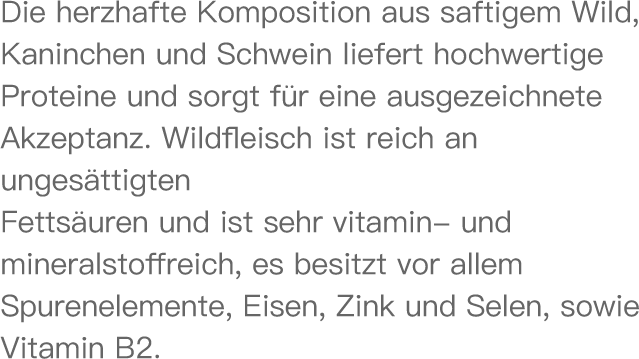 Die herzhafte Komposition aus saftigem Wild,
Kaninchen und Schwein liefert hochwertige
Proteine und sorgt für eine ausgezeichnete
Akzeptanz. Wildfleisch ist reich an
ungesättigten
Fettsäuren und ist sehr vitamin– und
mineralstoffreich, es besitzt vor allem
Spurenelemente, Eisen, Zink und Selen, sowie
Vitamin B2.